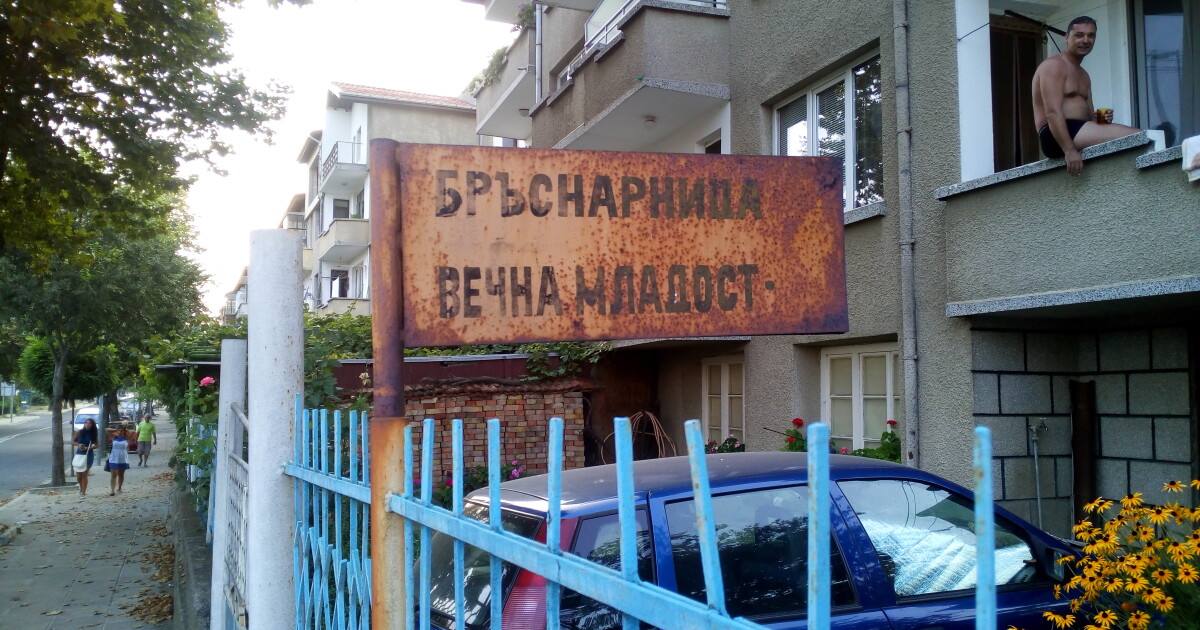 БРЪСНАРНИЦА
ВЕЧНА МЛАДОСТ